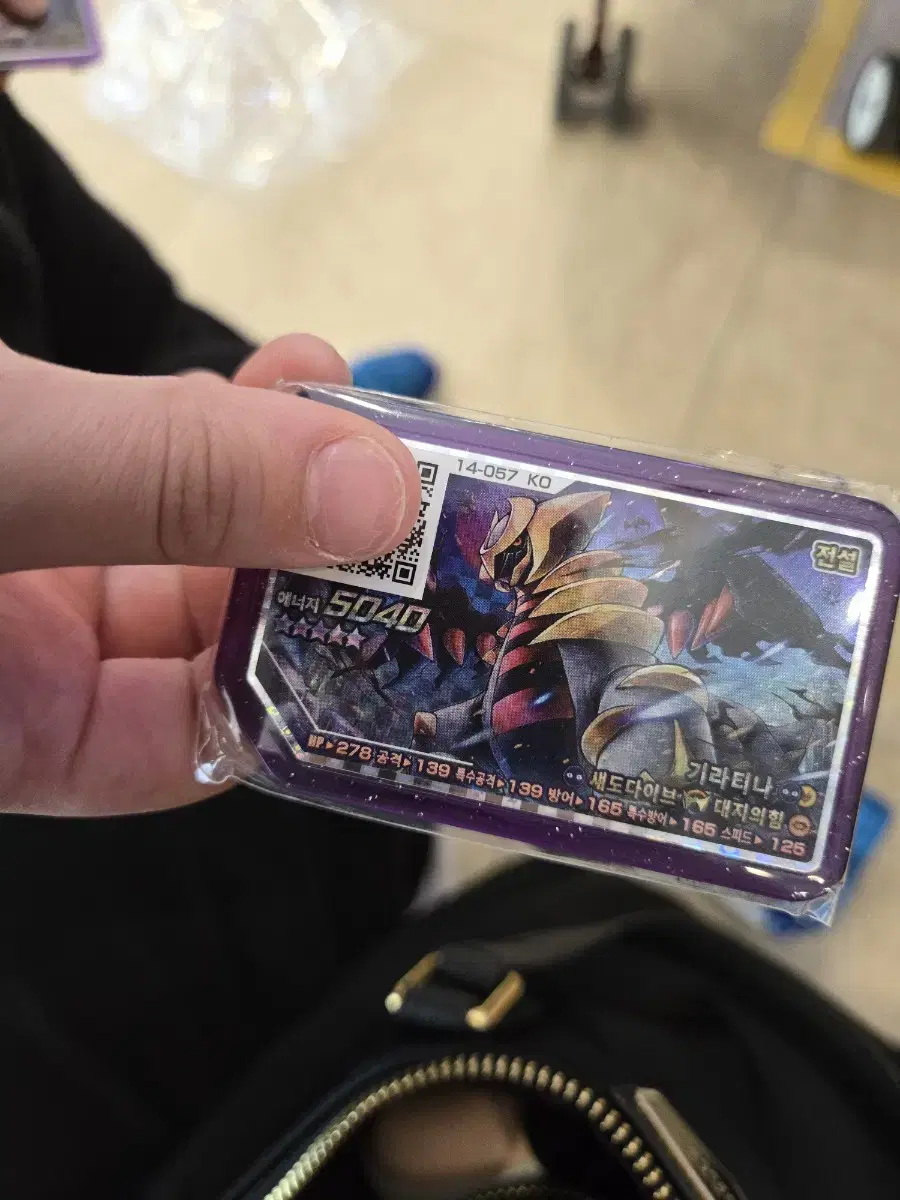 14-057 KO
전설
에너지 5040
기라티나
섀도다이브 대지의힘
HP▶278 공격▶139 특수공격▶139 방어▶165 특수방어▶165 스피드▶125